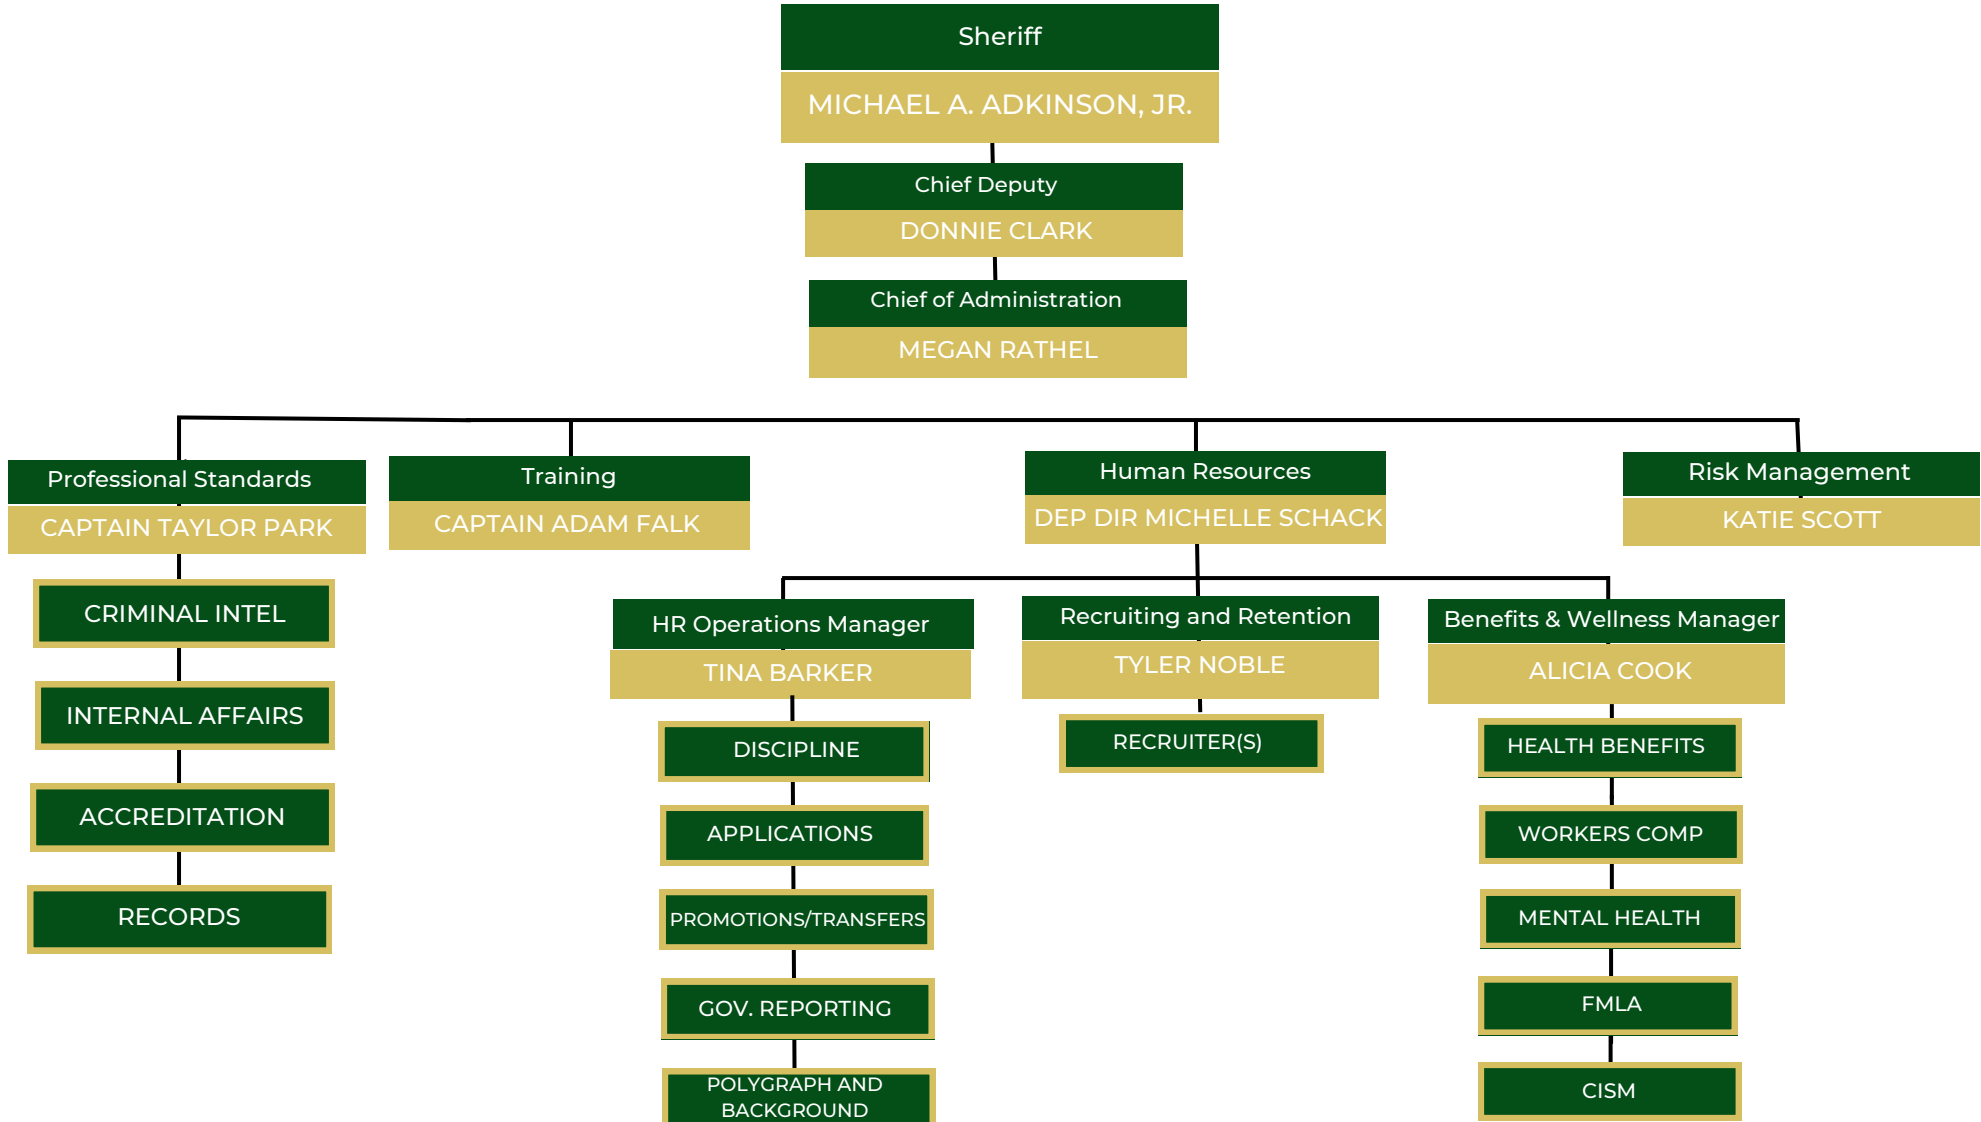 Sheriff
MICHAEL A. ADKINSON, JR.
Chief Deputy
DONNIE CLARK
Chief of Administration
MEGAN RATHEL
Professional Standards
CAPTAIN TAYLOR PARK
CRIMINAL INTEL
INTERNAL AFFAIRS
ACCREDITATION
RECORDS
Training
CAPTAIN ADAM FALK
Human Resources
DEP DIR MICHELLE SCHACK
HR Operations Manager
TINA BARKER
DISCIPLINE
APPLICATIONS
PROMOTIONS/TRANSFERS
GOV. REPORTING
POLYGRAPH AND
BACKGROUND
Recruiting and Retention
TYLER NOBLE
RECRUITER(S)
Benefits & Wellness Manager
ALICIA COOK
HEALTH BENEFITS
WORKERS COMP
MENTAL HEALTH
FMLA
CISM
Risk Management
KATIE SCOTT